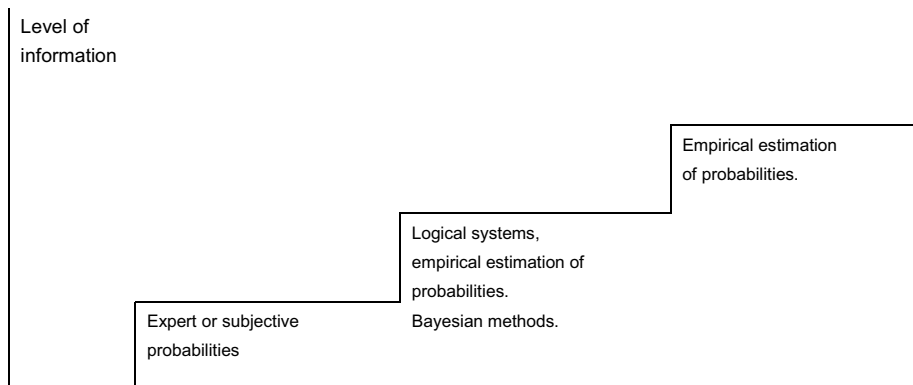 Level of
information
Empirical estimation
of probabilities.
Logical systems,
empirical estimation of
probabilities.
Bayesian methods.
Expert or subjective
probabilities